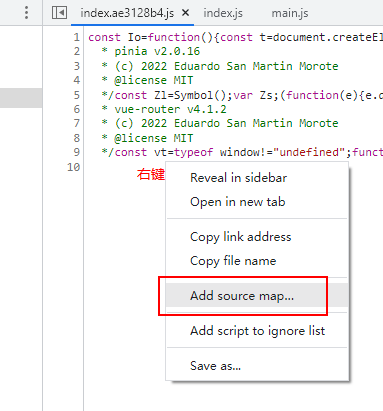 index.ae3128b4.js × index.js main.js
1 const Io=function(){const t=document.createEl
2 * pinia v2.0.16
3 * (c) 2022 Eduardo San Martin Morote
4 * @license MIT
5 */const Zl=Symbol();var Zs;(function(e){e.d
6 * vue-router v4.1.2
7 * (c) 2022 Eduardo San Martin Morote
8 * @license MIT
9 */const vt=typeof window!="undefined";funct
10
右键
Reveal in sidebar
Open in new tab
Copy link address
Copy file name
Add source map...
Add script to ignore list
Save as...